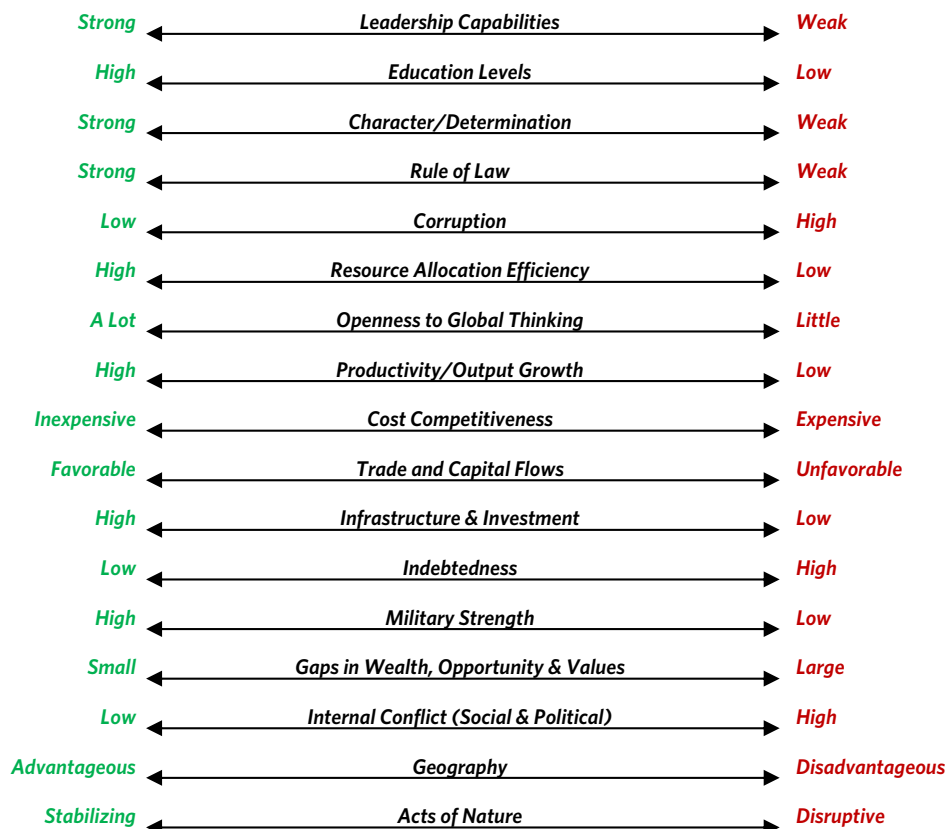 Strong Leadership Capabilities Weak
High Education Levels Low
Strong Character/Determination Weak
Strong Rule of Law Weak
Low Corruption High
High Resource Allocation Efficiency Low
A Lot Openness to Global Thinking Little
High Productivity/Output Growth Low
Inexpensive Cost Competitiveness Expensive
Favorable Trade and Capital Flows Unfavorable
High Infrastructure & Investment Low
Low Indebtedness High
High Military Strength Low
Small Gaps in Wealth, Opportunity & Values Large
Low Internal Conflict (Social & Political) High
Advantageous Geography Disadvantageous
Stabilizing Acts of Nature Disruptive